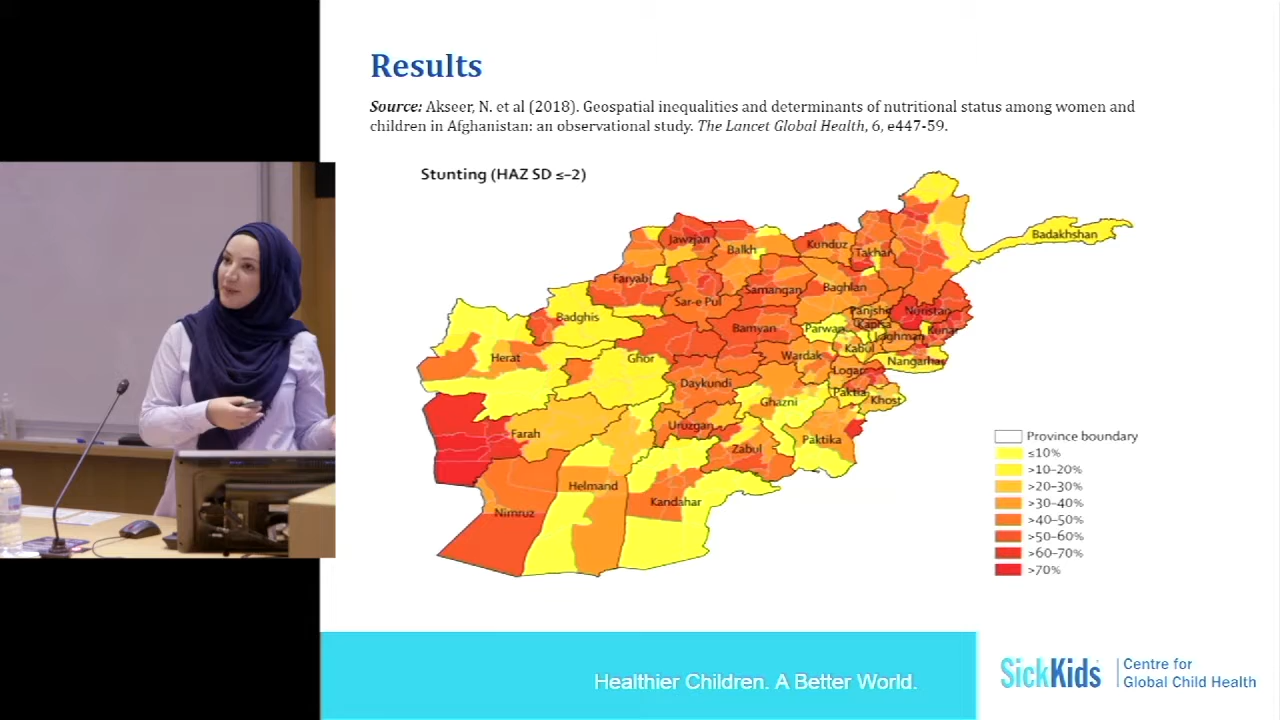 Results
Source: Akseer, N. et al (2018). Geospatial inequalities and determinants of nutritional status among women and
children in Afghanistan: an observational study. The Lancet Global Health, 6, e447-59.
Stunting (HAZ SD ≤–2)
Badakhshan
Jawzjan
Balkh
Kunduz
Takhar
Faryab
Samangan
Baghlan
Sar-e Pul
Badghis
Panjshir
Nuristan
Bamyan
Parwan
Kapisa
Kunar
Laghman
Herat
Ghor
Wardak
Kabul
Nangarhar
Logar
Daykundi
Paktia
Khost
Ghazni
Uruzgan
Farah
Paktika
Zabul
Helmand
Kandahar
Nimruz
Province boundary
≤10%
>10–20%
>20–30%
>30–40%
>40–50%
>50–60%
>60–70%
>70%
Healthier Children. A Better World.
SickKids
Centre for
Global Child Health